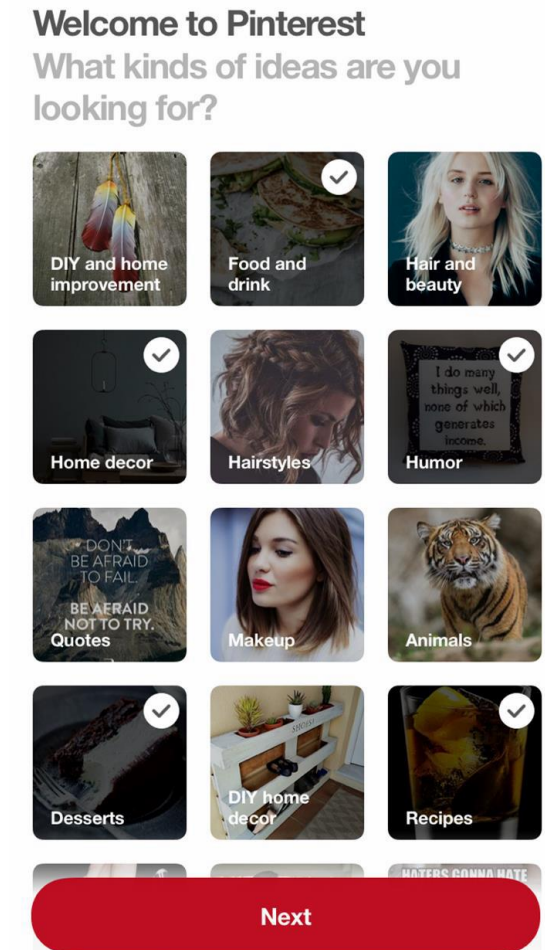 Welcome to Pinterest
What kinds of ideas are you
looking for?
DIY and home
improvement
Food and
drink
Hair and
beauty
Home decor
Hairstyles
I do many
things well,
none of which
generates
income.
Humor
DON'T
BE AFRAID
TO FAIL.
BE AFRAID
NOT TO TRY.
Quotes
Makeup
Animals
Desserts
SHOES!
DIY home
decor
Recipes
HATERS GONNA HATE
Next